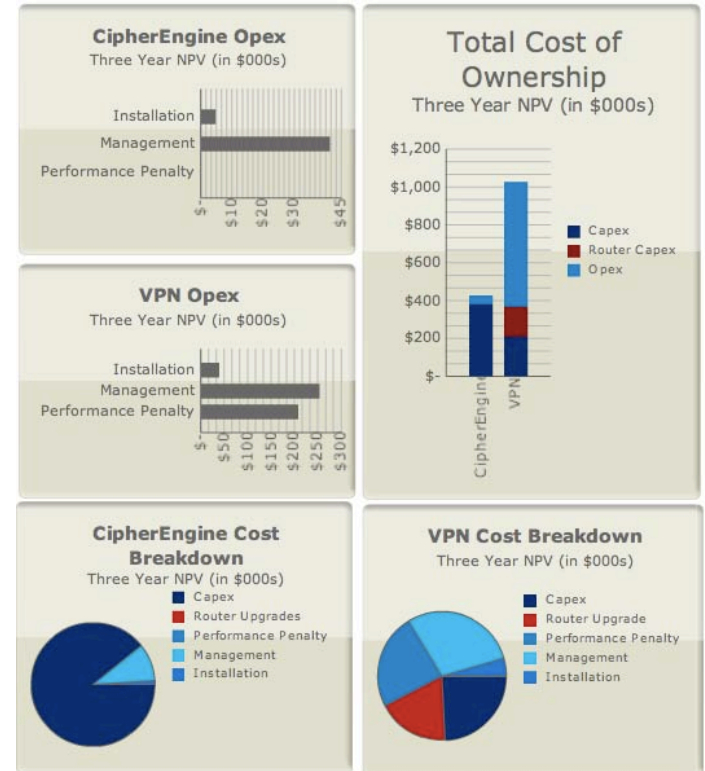 CipherEngine Opex
Three Year NPV (in $000s)
Installation
Management
Performance Penalty
$-
$10
$20
$30
$45
Total Cost of
Ownership
Three Year NPV (in $000s)
$1,200
$1,000
$800
$600
$400
$200
$-
CipherEngine
VPN
Capex
Router Capex
Opex
VPN Opex
Three Year NPV (in $000s)
Installation
Management
Performance Penalty
$-
$50
$100
$150
$200
$250
$300
CipherEngine Cost
Breakdown
Three Year NPV (in $000s)
Capex
Router Upgrades
Performance Penalty
Management
Installation
VPN Cost Breakdown
Three Year NPV (in $000s)
Capex
Router Upgrade
Performance Penalty
Management
Installation